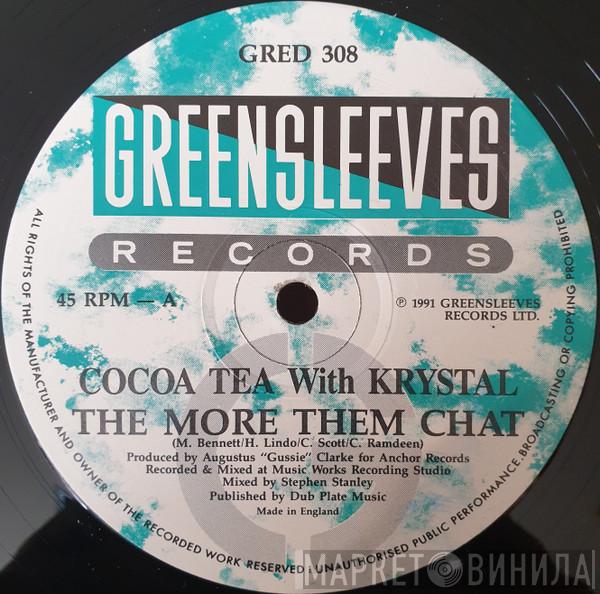 GRED 308
GREENSLEEVES
RECORDS
45 RPM — A
℗ 1991 GREENSLEEVES
RECORDS LTD.
COCOA TEA With KRYSTAL
THE MORE THEM CHAT
(M. Bennett/H. Lindo/C. Scott/C. Ramdeen)
Produced by Augustus "Gussie" Clarke for Anchor Records
Recorded & Mixed at Music Works Recording Studio
Mixed by Stephen Stanley
Published by Dub Plate Music
Made in England
ALL RIGHTS OF THE MANUFACTURER AND OWNER OF THE RECORDED WORK RESERVED: UNAUTHORISED PUBLIC PERFORMANCE, BROADCASTING OR COPYING PROHIBITED
МАРКЕТ ВИНИЛА